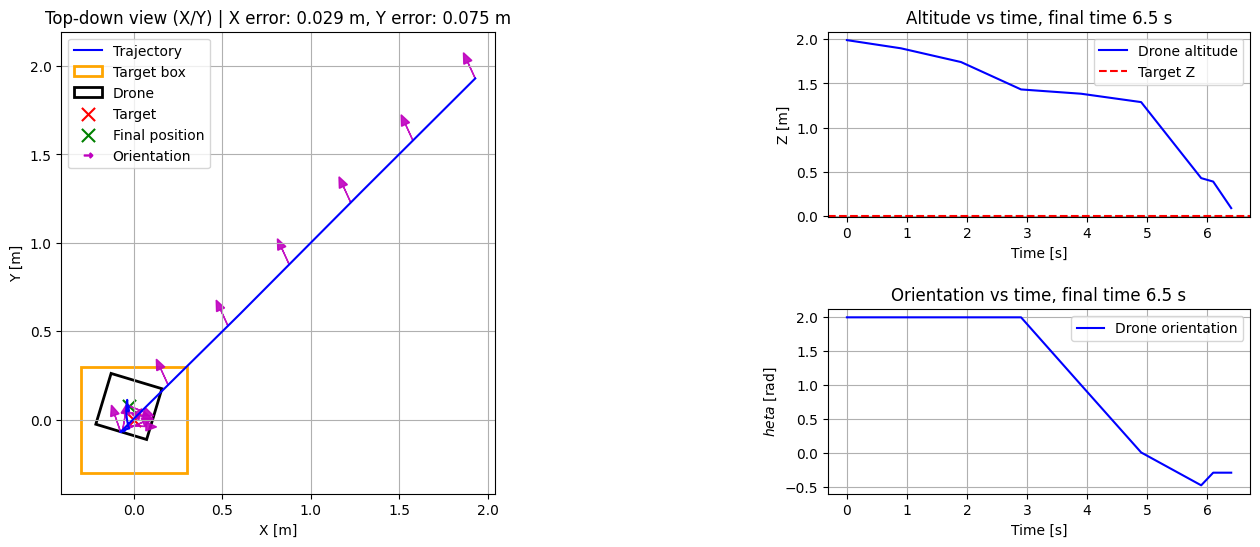 Top-down view (X/Y) | X error: 0.029 m, Y error: 0.075 m
Trajectory
Target box
Drone
Target
Final position
Orientation
2.0
1.5
1.0
0.5
0.0
Y [m]
0.0
0.5
1.0
1.5
2.0
X [m]
Altitude vs time, final time 6.5 s
Drone altitude
Target Z
2.0
1.5
1.0
0.5
0.0
Z [m]
0
1
2
3
4
5
6
Time [s]
Orientation vs time, final time 6.5 s
Drone orientation
2.0
1.5
1.0
0.5
0.0
−0.5
heta [rad]
0
1
2
3
4
5
6
Time [s]